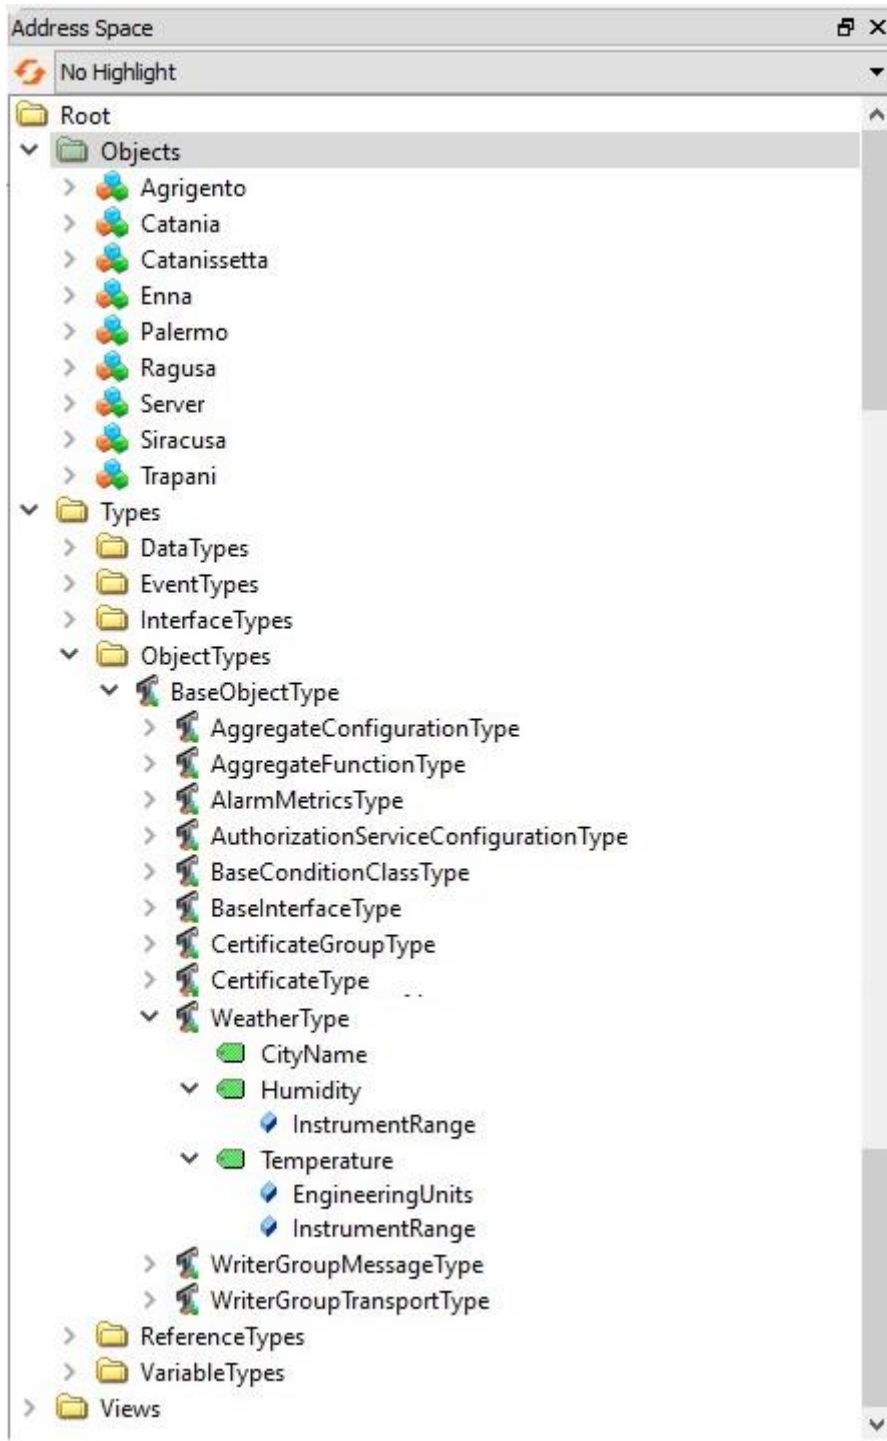 Address Space
No Highlight
Root
Objects
Agrigento
Catania
Catanissetta
Enna
Palermo
Ragusa
Server
Siracusa
Trapani
Types
DataTypes
EventTypes
InterfaceTypes
ObjectTypes
BaseObjectType
AggregateConfigurationType
AggregateFunctionType
AlarmMetricsType
AuthorizationServiceConfigurationType
BaseConditionClassType
BaseInterfaceType
CertificateGroupType
CertificateType
WeatherType
CityName
Humidity
InstrumentRange
Temperature
EngineeringUnits
InstrumentRange
WriterGroupMessageType
WriterGroupTransportType
ReferenceTypes
VariableTypes
Views